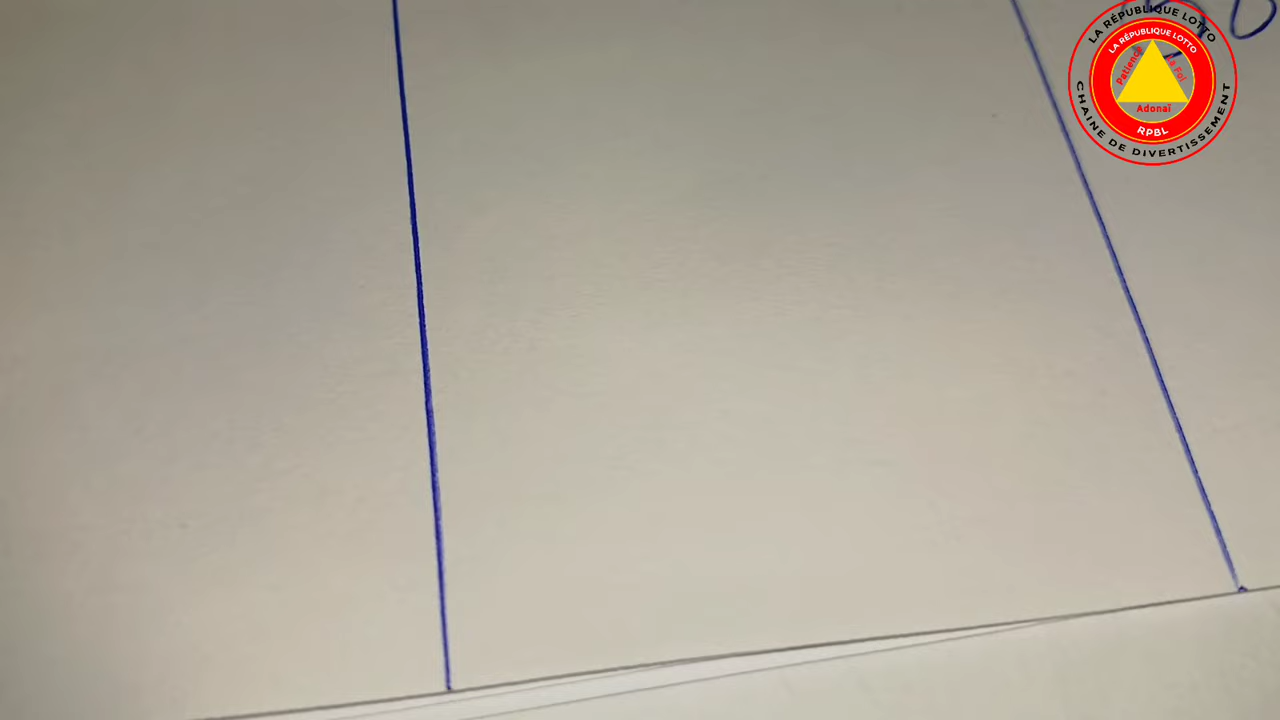 LA RÉPUBLIQUE LOTTO
LA RÉPUBLIQUE LOTTO
Patience
La Foi
Adonaï
RPBL
CHAINE DE DIVERTISSEMENT